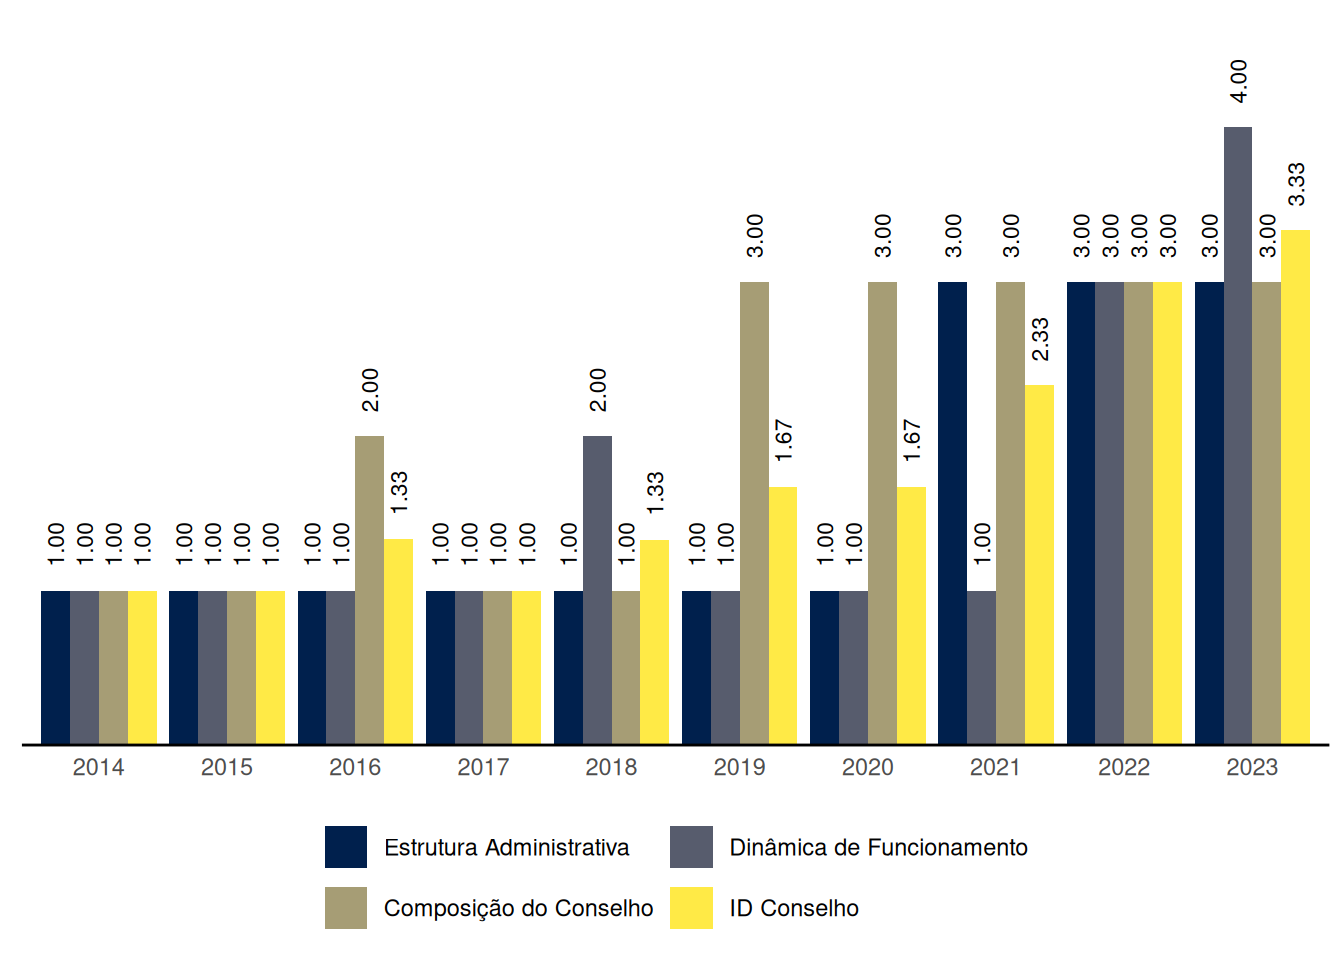 4.00
3.33
3.00 3.00 3.00 3.00 3.00 3.00 3.00 3.00 3.00 3.00
2.33
2.00 2.00
1.67 1.67
1.33 1.33
1.00 1.00 1.00 1.00 1.00 1.00 1.00 1.00 1.00 1.00 1.00 1.00 1.00 1.00 1.00 1.00 1.00 1.00 1.00 1.00 1.00
2014 2015 2016 2017 2018 2019 2020 2021 2022 2023
Estrutura Administrativa Dinâmica de Funcionamento
Composição do Conselho ID Conselho